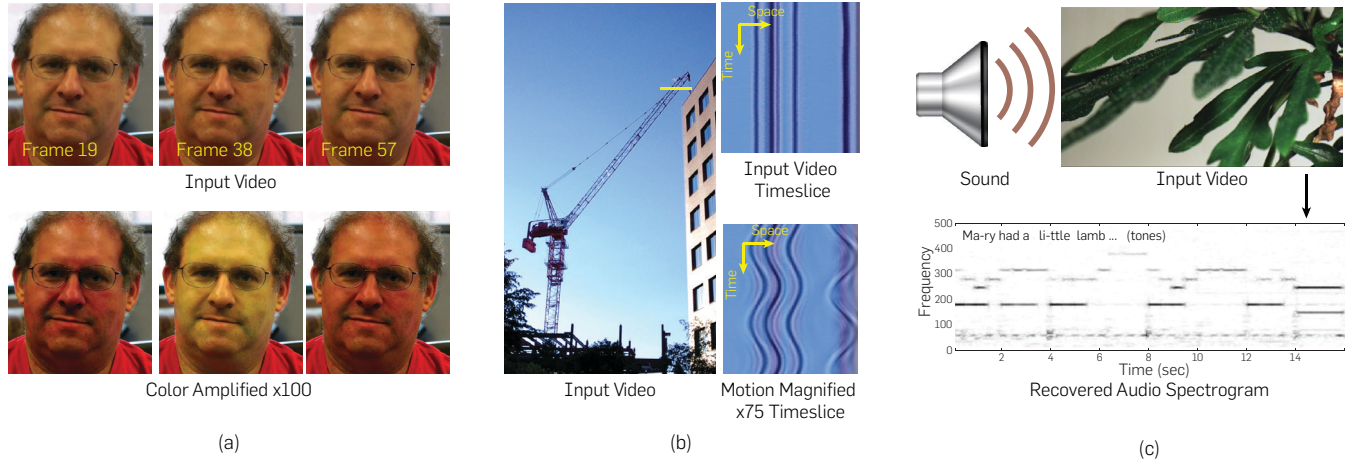 Frame 19
Frame 38
Frame 57
Input Video
Color Amplified x100
(a)
Space
Time
Input Video
Timeslice
Space
Time
Input Video
Motion Magnified
x75 Timeslice
(b)
Sound
Input Video
Ma-ry had a li-ttle lamb ... (tones)
Frequency
500
400
300
200
100
0
2 4 6 8 10 12 14
Time (sec)
Recovered Audio Spectrogram
(c)